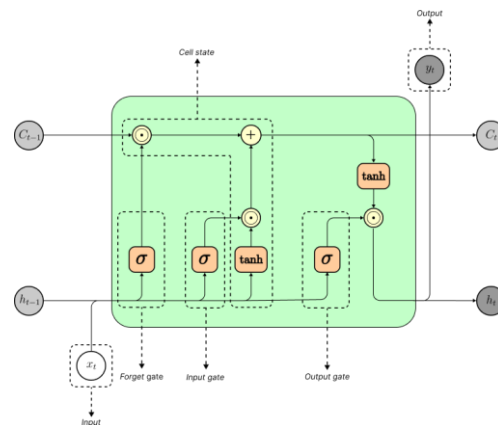 Output
y_t
Cell state
C_{t-1}
+
C_t
tanh
σ
σ
tanh
σ
h_{t-1}
h_t
x_t
Forget gate
Input gate
Output gate
Input